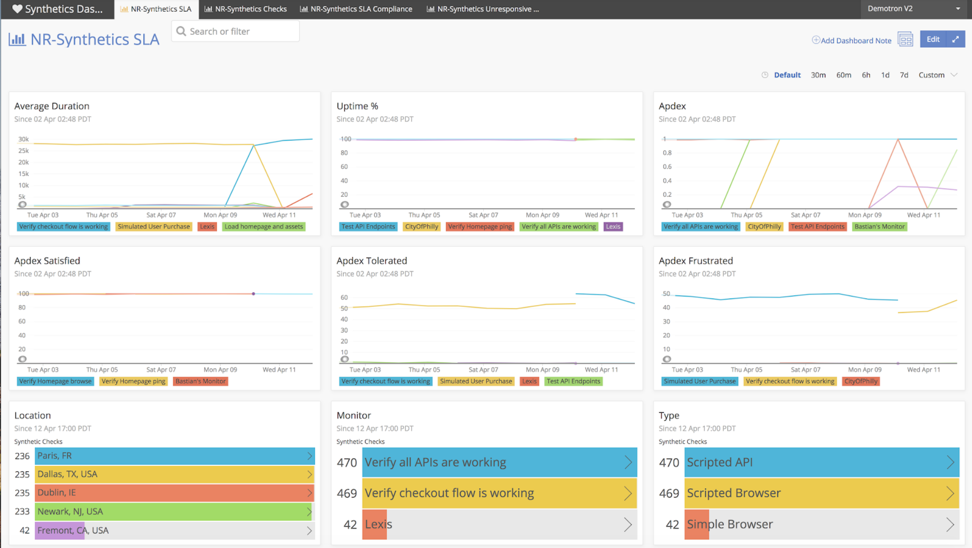 Synthetics Das...
NR-Synthetics SLA
NR-Synthetics Checks
NR-Synthetics SLA Compliance
NR-Synthetics Unresponsive ...
Demotron V2
NR-Synthetics SLA
Search or filter
Add Dashboard Note
Edit
Default 30m 60m 6h 1d 7d Custom
Average Duration
Since 02 Apr 02:48 PDT
30k
25k
20k
15k
10k
5k
0
Tue Apr 03 Thu Apr 05 Sat Apr 07 Mon Apr 09 Wed Apr 11
Verify checkout flow is working Simulated User Purchase Lexis Load homepage and assets
Uptime %
Since 02 Apr 02:48 PDT
100
80
60
40
20
0
Tue Apr 03 Thu Apr 05 Sat Apr 07 Mon Apr 09 Wed Apr 11
Test API Endpoints CityOfPhilly Verify Homepage ping Verify all APIs are working Lexis
Apdex
Since 02 Apr 02:48 PDT
1
0.8
0.6
0.4
0.2
0
Tue Apr 03 Thu Apr 05 Sat Apr 07 Mon Apr 09 Wed Apr 11
Verify all APIs are working CityOfPhilly Test API Endpoints Bastian's Monitor
Apdex Satisfied
Since 02 Apr 02:48 PDT
100
80
60
40
20
0
Tue Apr 03 Thu Apr 05 Sat Apr 07 Mon Apr 09 Wed Apr 11
Verify Homepage browse Verify Homepage ping Bastian's Monitor
Apdex Tolerated
Since 02 Apr 02:48 PDT
60
50
40
30
20
10
0
Tue Apr 03 Thu Apr 05 Sat Apr 07 Mon Apr 09 Wed Apr 11
Verify checkout flow is working Simulated User Purchase Lexis Test API Endpoints
Apdex Frustrated
Since 02 Apr 02:48 PDT
50
40
30
20
10
0
Tue Apr 03 Thu Apr 05 Sat Apr 07 Mon Apr 09 Wed Apr 11
Simulated User Purchase Verify checkout flow is working CityOfPhilly
Location
Since 12 Apr 17:00 PDT
Synthetic Checks
236 Paris, FR
235 Dallas, TX, USA
235 Dublin, IE
233 Newark, NJ, USA
42 Fremont, CA, USA
Monitor
Since 12 Apr 17:00 PDT
Synthetic Checks
470 Verify all APIs are working
469 Verify checkout flow is working
42 Lexis
Type
Since 12 Apr 17:00 PDT
Synthetic Checks
470 Scripted API
469 Scripted Browser
42 Simple Browser